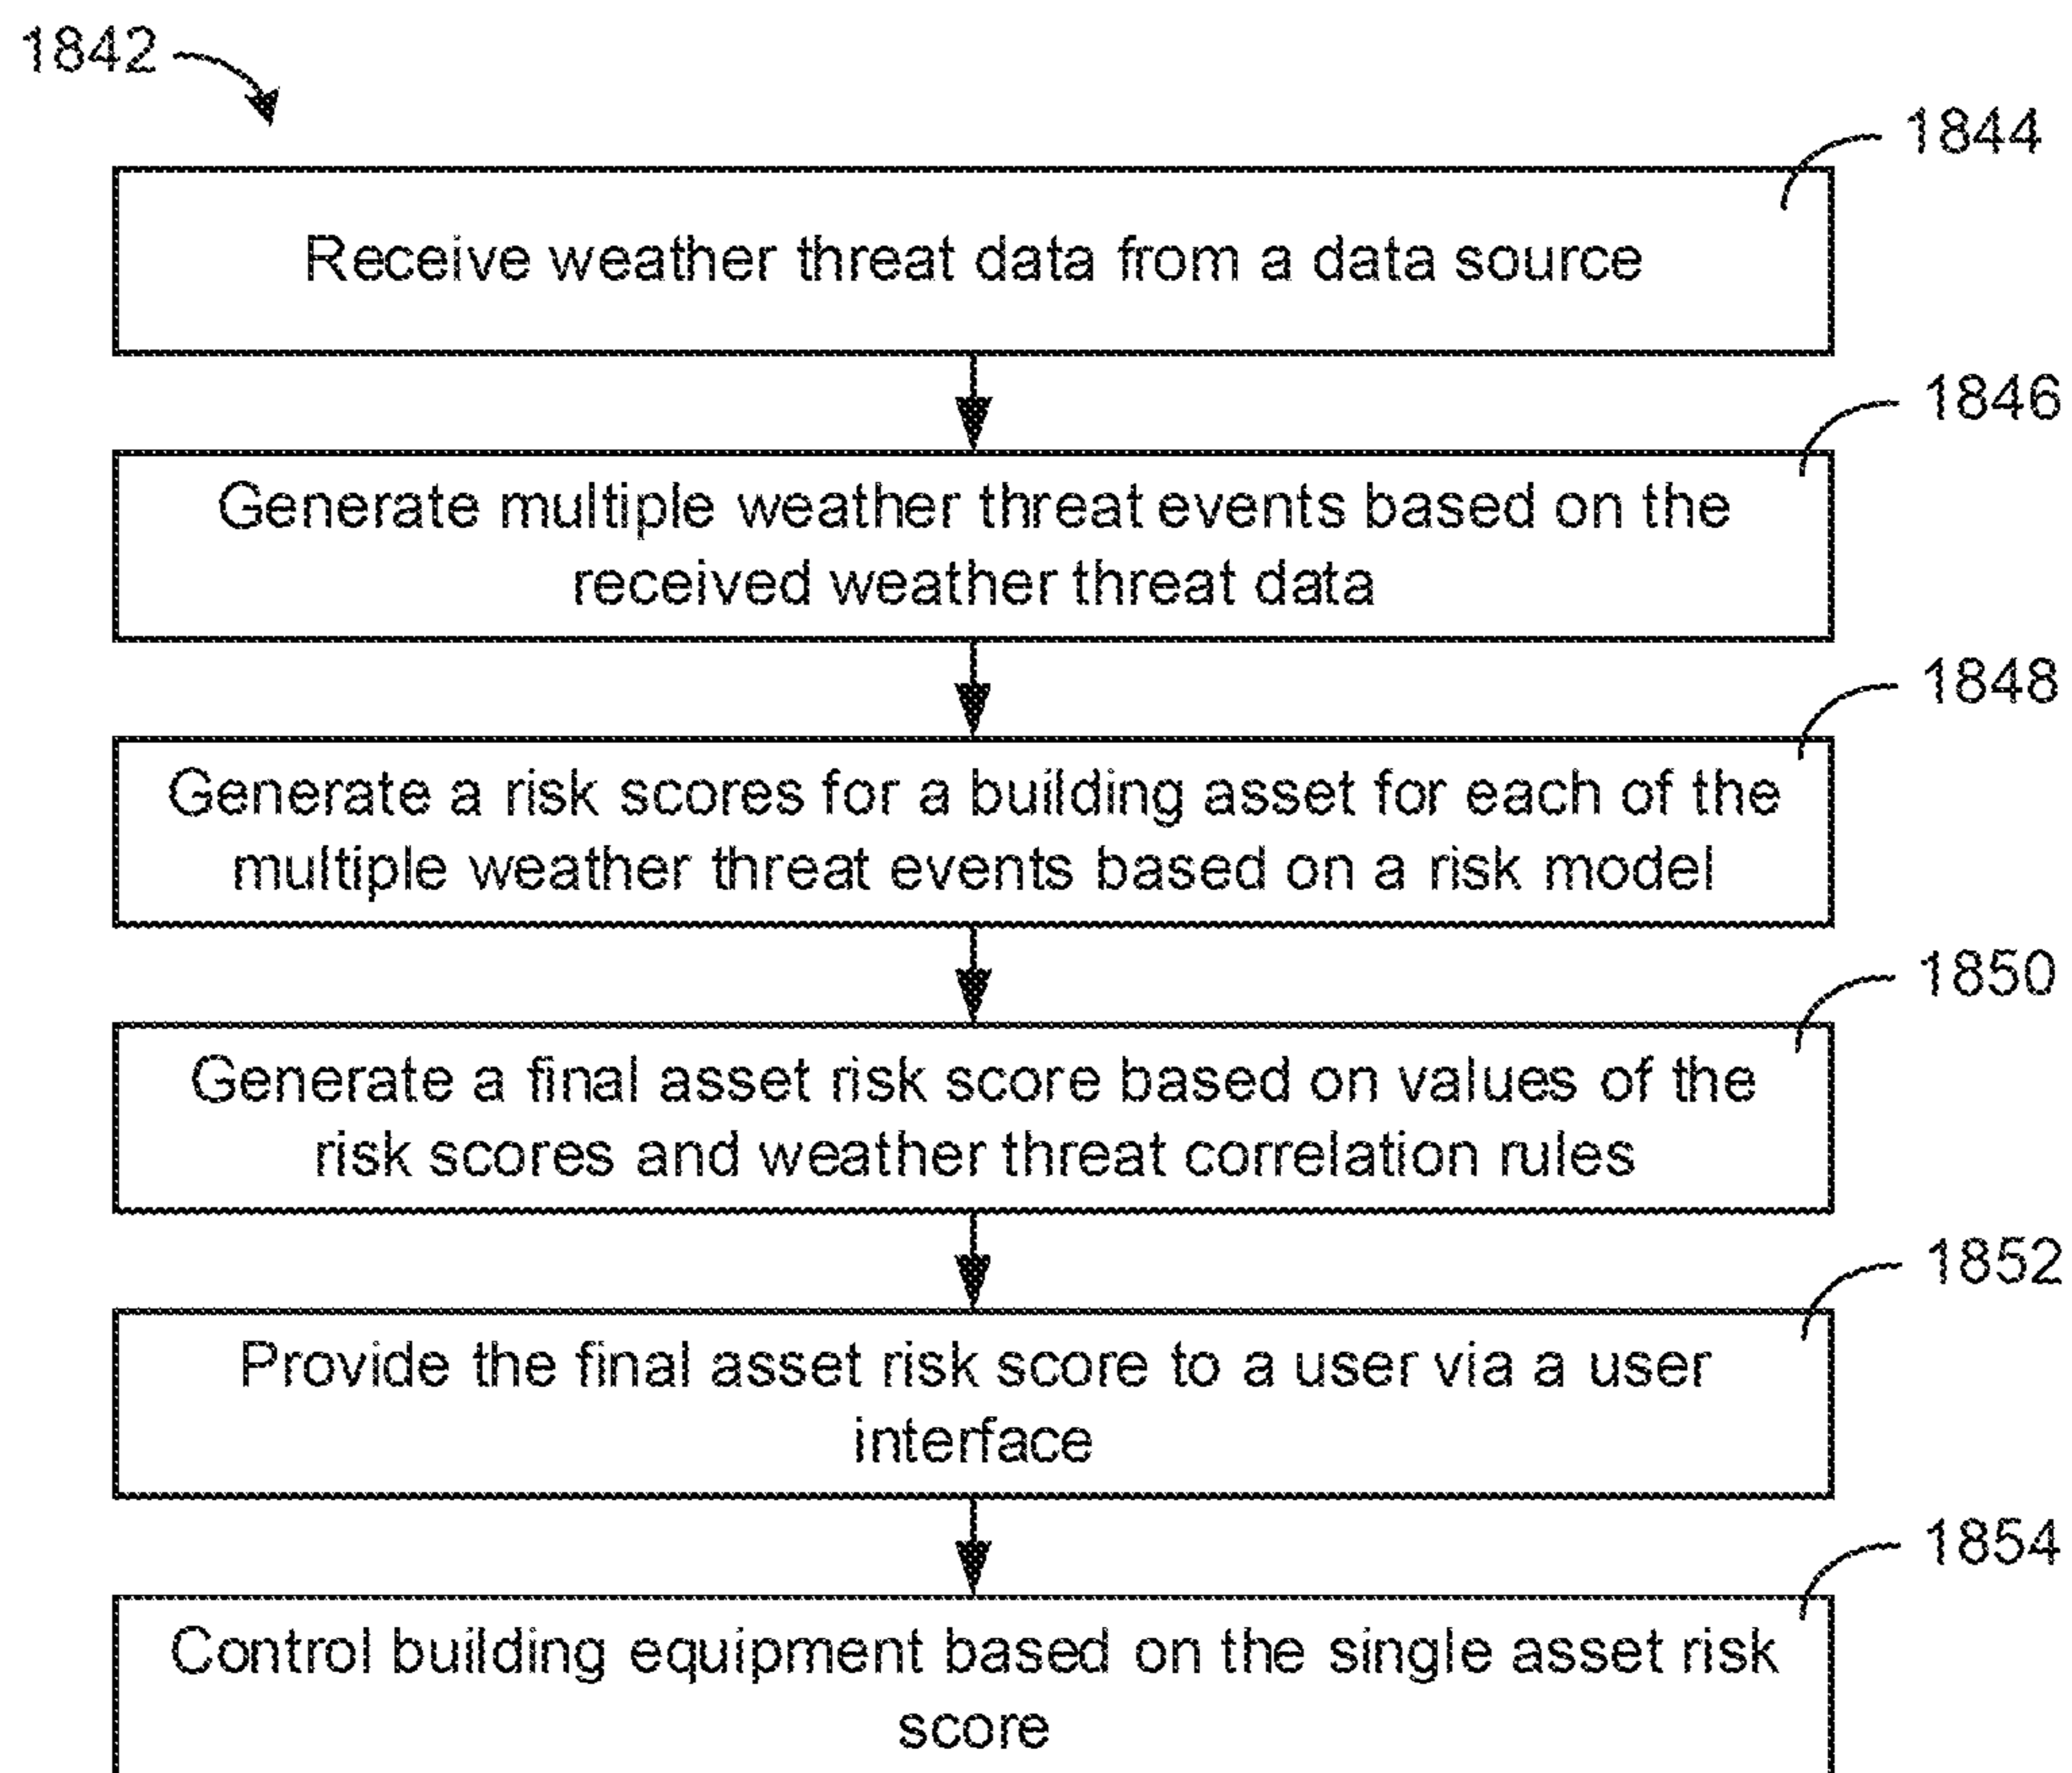 1842
1844
Receive weather threat data from a data source
1846
Generate multiple weather threat events based on the
received weather threat data
1848
Generate a risk scores for a building asset for each of the
multiple weather threat events based on a risk model
1850
Generate a final asset risk score based on values of the
risk scores and weather threat correlation rules
1852
Provide the final asset risk score to a user via a user
interface
1854
Control building equipment based on the single asset risk
score